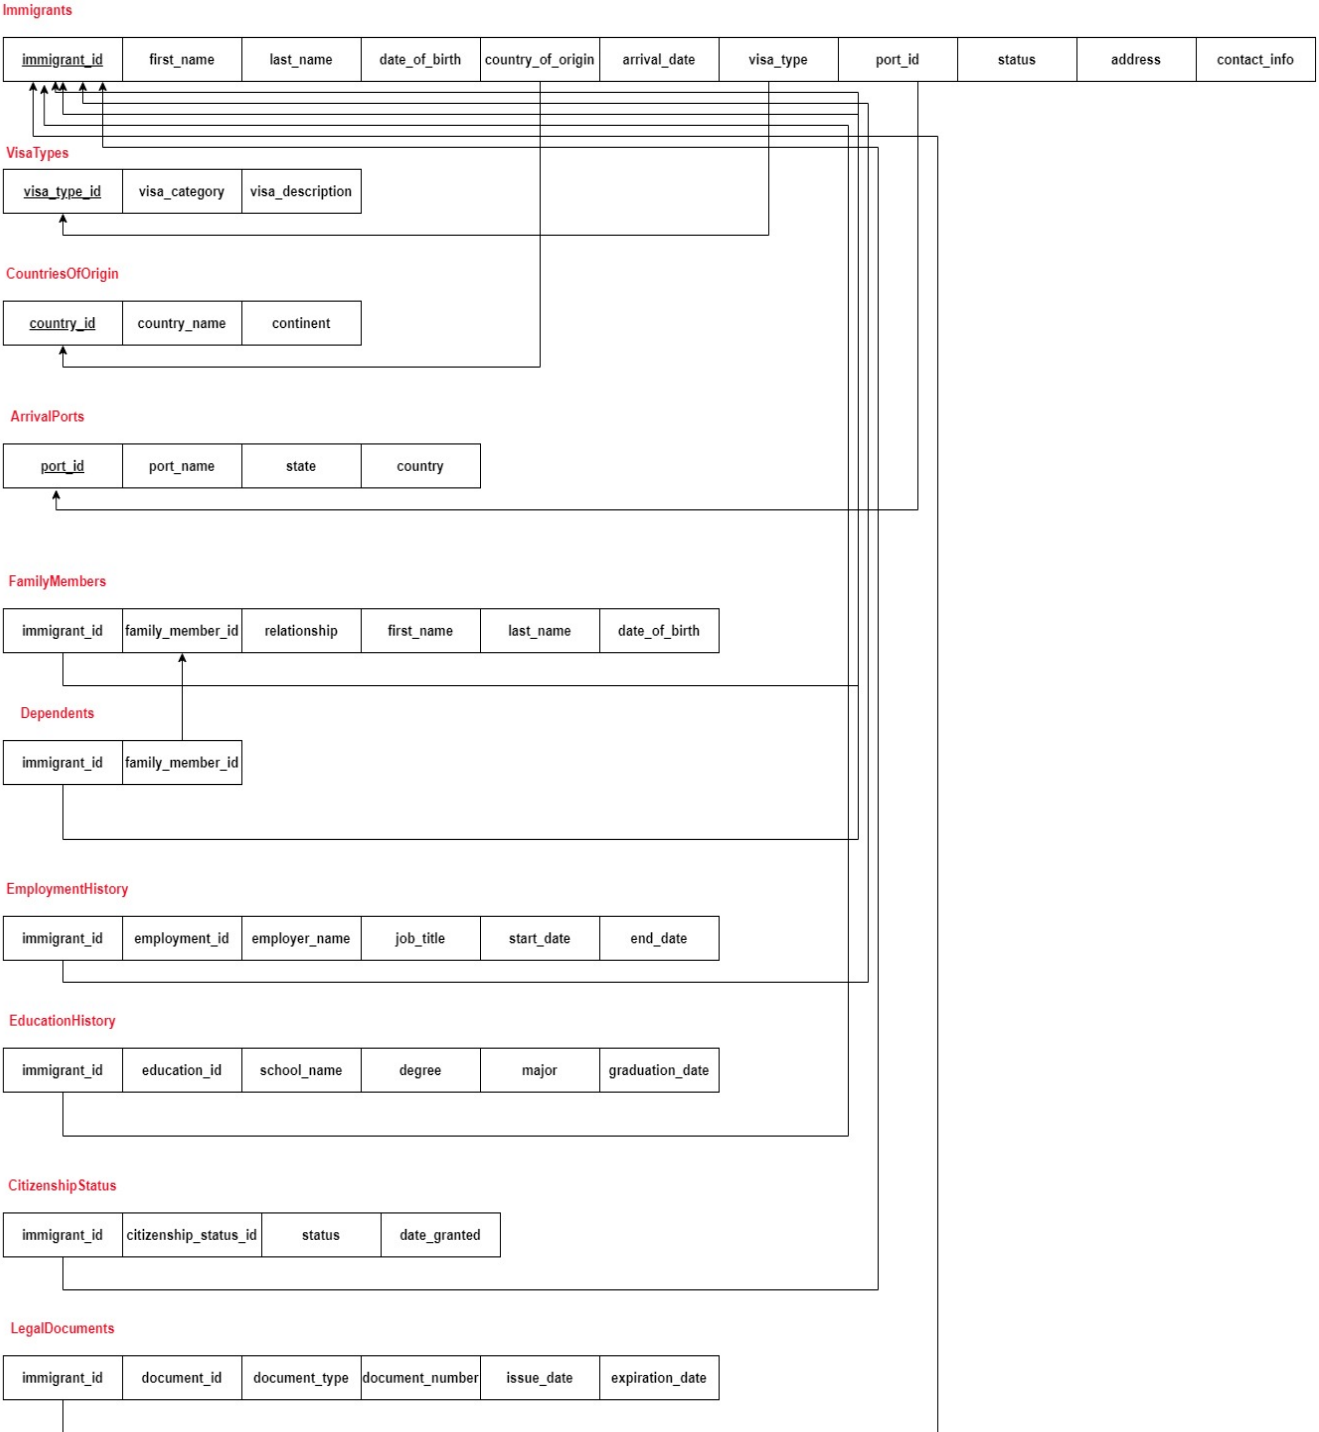 Immigrants
immigrant_id first_name last_name date_of_birth country_of_origin arrival_date visa_type port_id status address contact_info
VisaTypes
visa_type_id visa_category visa_description
CountriesOfOrigin
country_id country_name continent
ArrivalPorts
port_id port_name state country
FamilyMembers
immigrant_id family_member_id relationship first_name last_name date_of_birth
Dependents
immigrant_id family_member_id
EmploymentHistory
immigrant_id employment_id employer_name job_title start_date end_date
EducationHistory
immigrant_id education_id school_name degree major graduation_date
CitizenshipStatus
immigrant_id citizenship_status_id status date_granted
LegalDocuments
immigrant_id document_id document_type document_number issue_date expiration_date